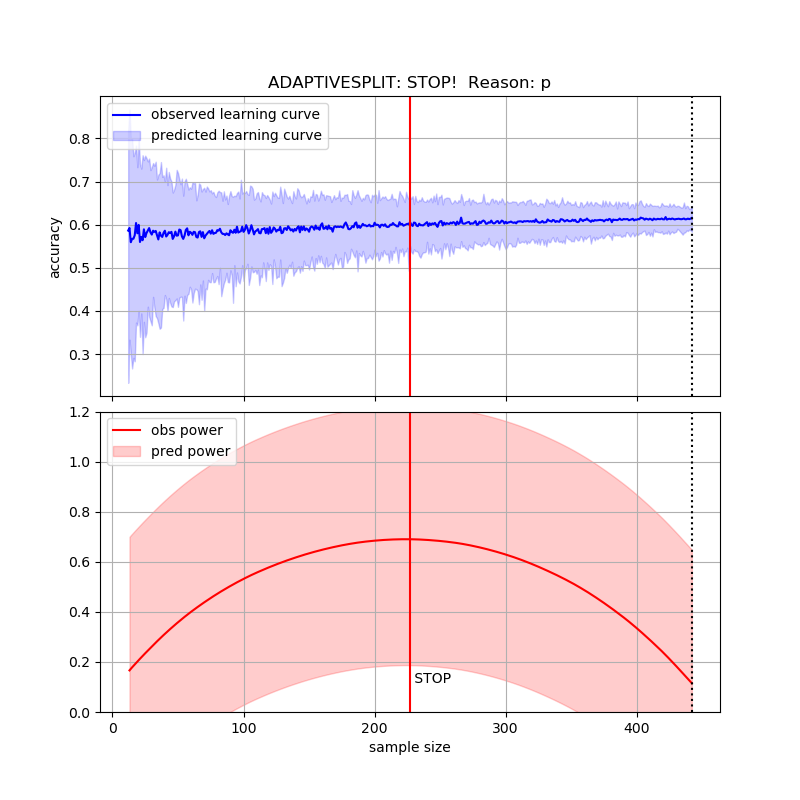 ADAPTIVESPLIT: STOP!  Reason: p
observed learning curve
predicted learning curve
0.8
0.7
0.6
0.5
0.4
0.3
accuracy
obs power
pred power
1.2
1.0
0.8
0.6
0.4
0.2
0.0
STOP
0 100 200 300 400
sample size